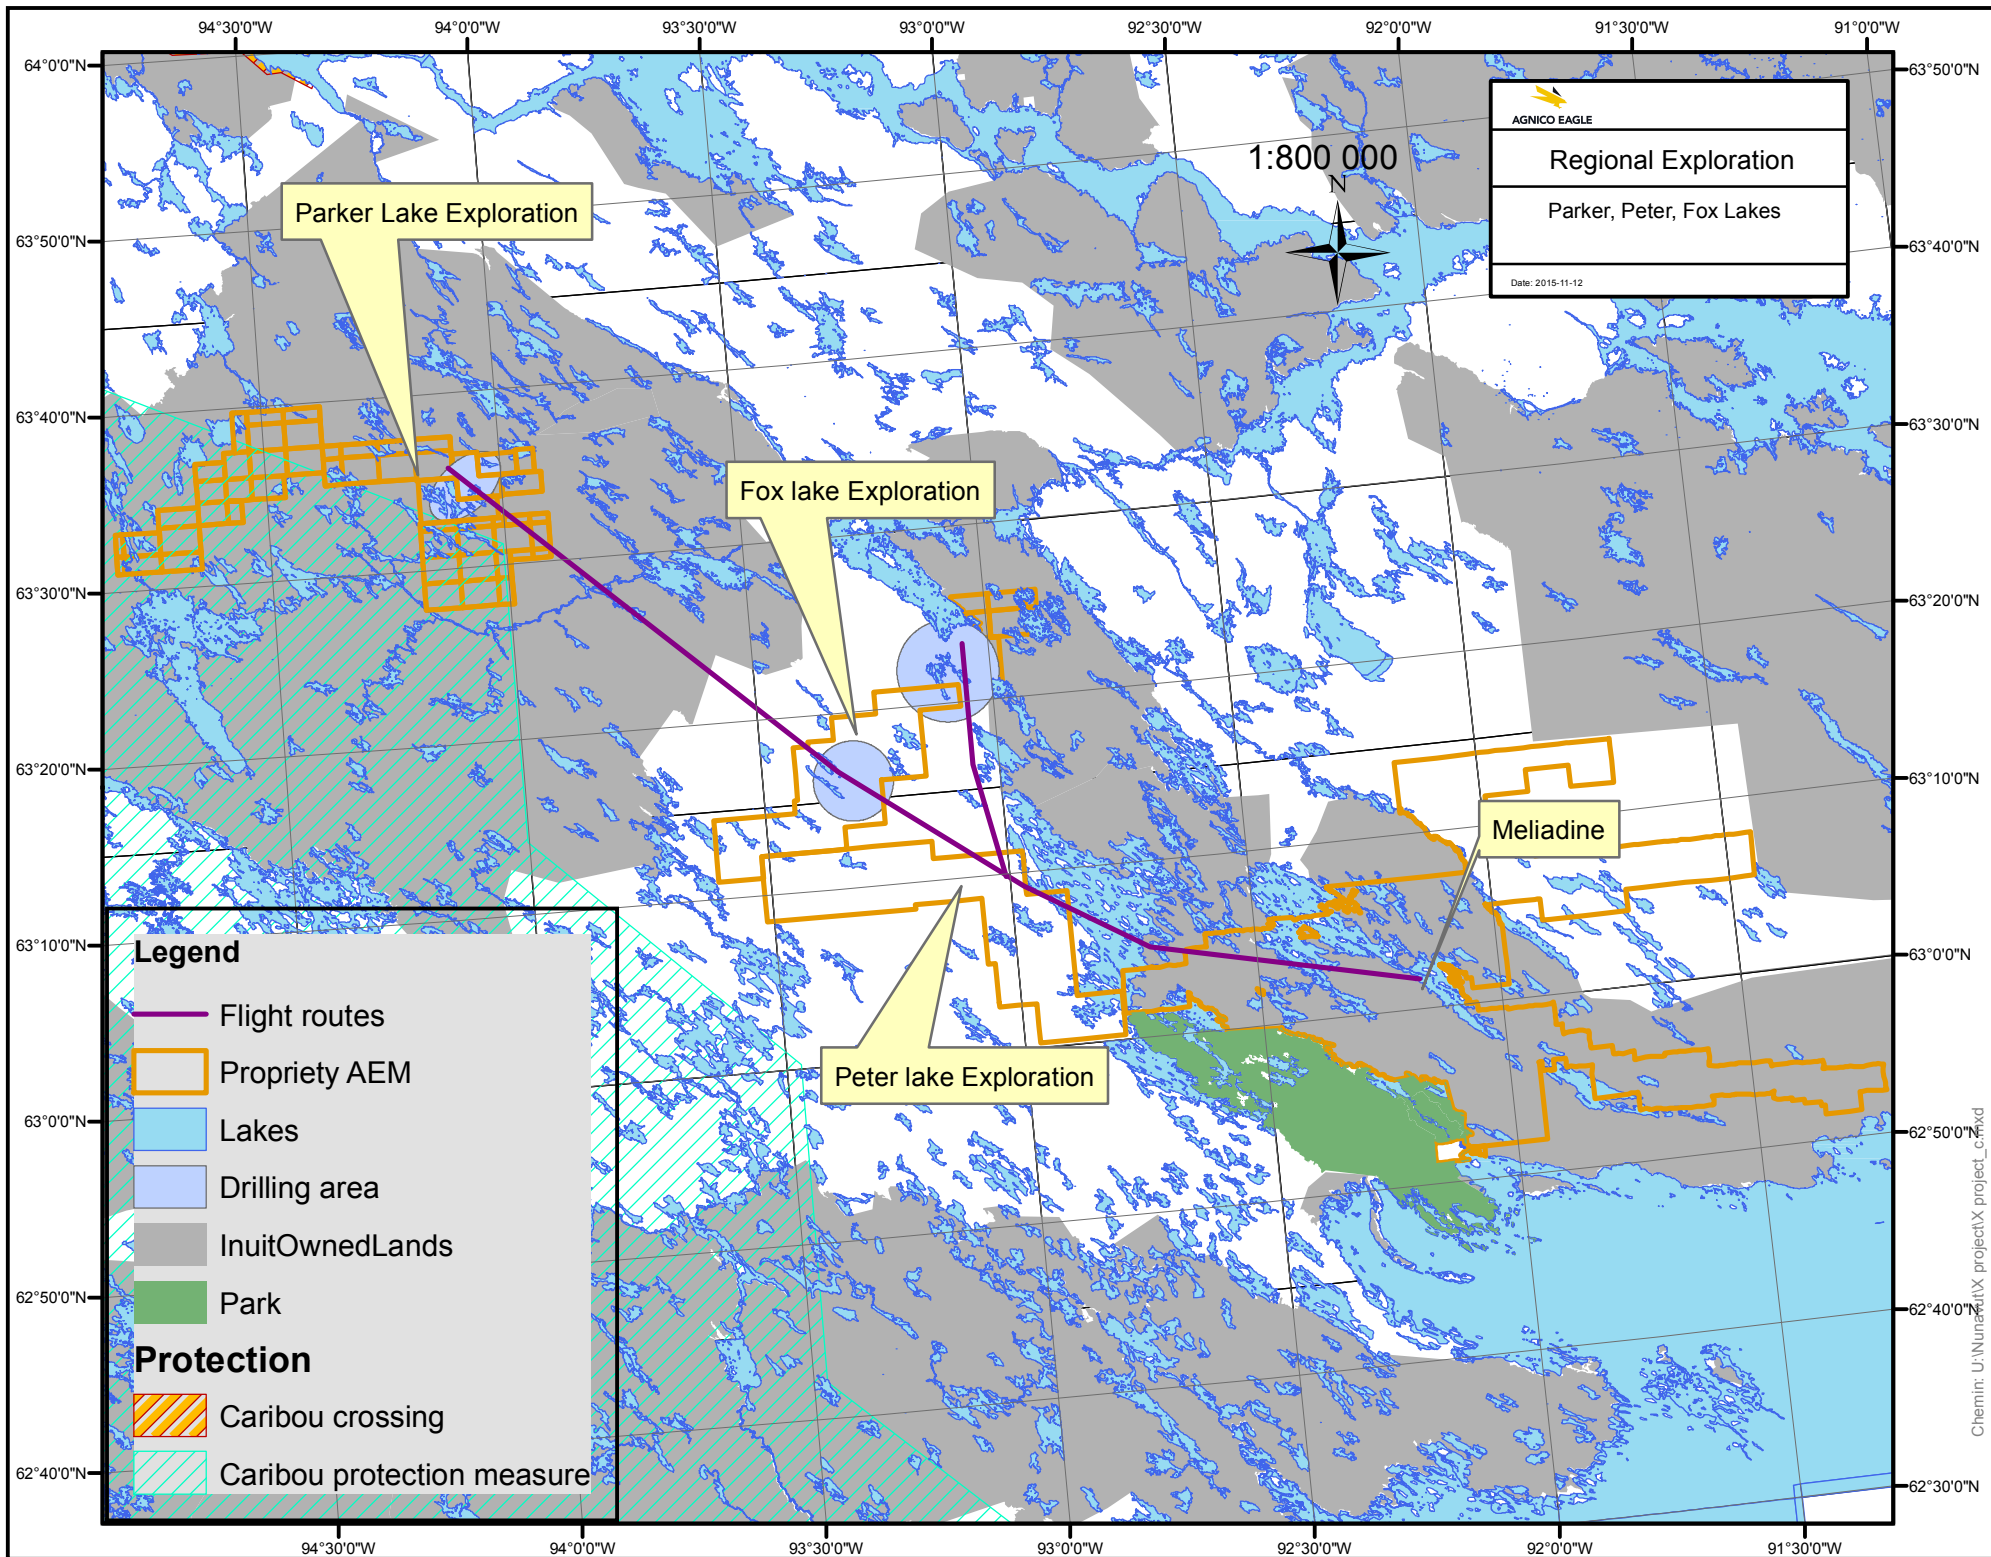 94°30'0"W 94°0'0"W 93°30'0"W 93°0'0"W 92°30'0"W 92°0'0"W 91°30'0"W 91°0'0"W
64°0'0"N
63°50'0"N
63°40'0"N
63°30'0"N
63°20'0"N
63°10'0"N
63°0'0"N
62°50'0"N
62°40'0"N
63°50'0"N
63°40'0"N
63°30'0"N
63°20'0"N
63°10'0"N
63°0'0"N
62°50'0"N
62°40'0"N
62°30'0"N
AGNICO EAGLE
Regional Exploration
Parker, Peter, Fox Lakes
Date: 2015-11-12
1:800 000
N
Parker Lake Exploration
Fox lake Exploration
Meliadine
Peter lake Exploration
Legend
Flight routes
Propriety AEM
Lakes
Drilling area
InuitOwnedLands
Park
Protection
Caribou crossing
Caribou protection measure
94°30'0"W 94°0'0"W 93°30'0"W 93°0'0"W 92°30'0"W 92°0'0"W 91°30'0"W
Chemin: U:\Nunavut\X project\X project_c.mxd